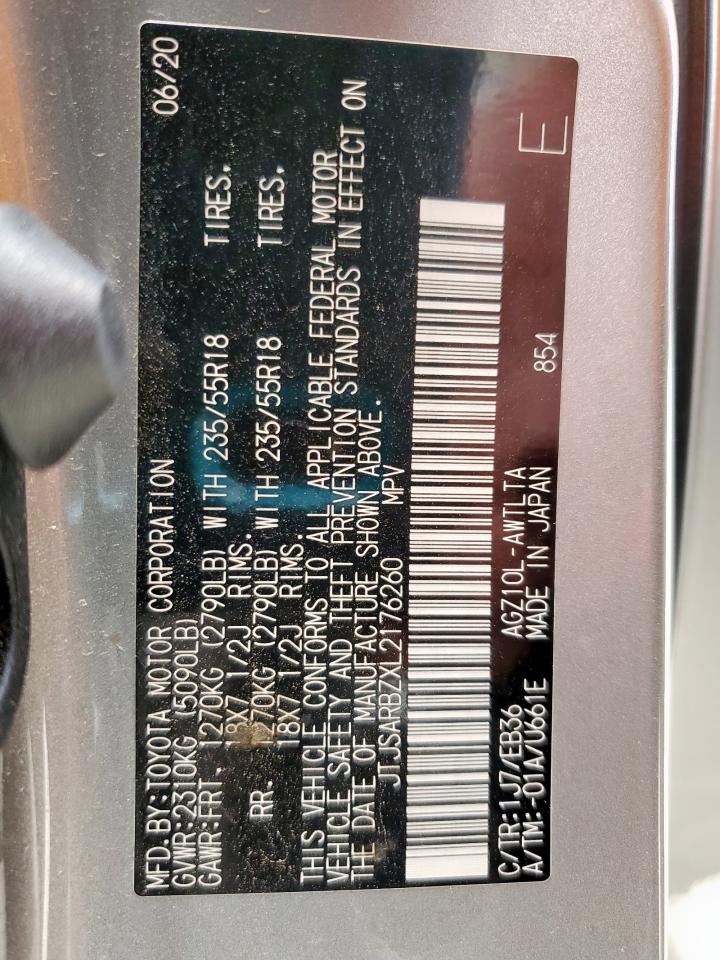 MFD.BY:TOYOTA MOTOR CORPORATION 06/20
GVWR:2310KG (5090LB)
GAWR:FRT. 1270KG (2790LB) WITH 235/55R18 TIRES.
18X7 1/2J RIMS.
RR. 1270KG (2790LB) WITH 235/55R18 TIRES.
18X7 1/2J RIMS.
THIS VEHICLE CONFORMS TO ALL APPLICABLE FEDERAL MOTOR
VEHICLE SAFETY AND THEFT PREVENTION STANDARDS IN EFFECT ON
THE DATE OF MANUFACTURE SHOWN ABOVE.
JTJSARBZXL2176260 MPV
C/TR:1J7/EB36 AGZ10L-AWTLTA 854 E
A/TM:-01A/U661E MADE IN JAPAN